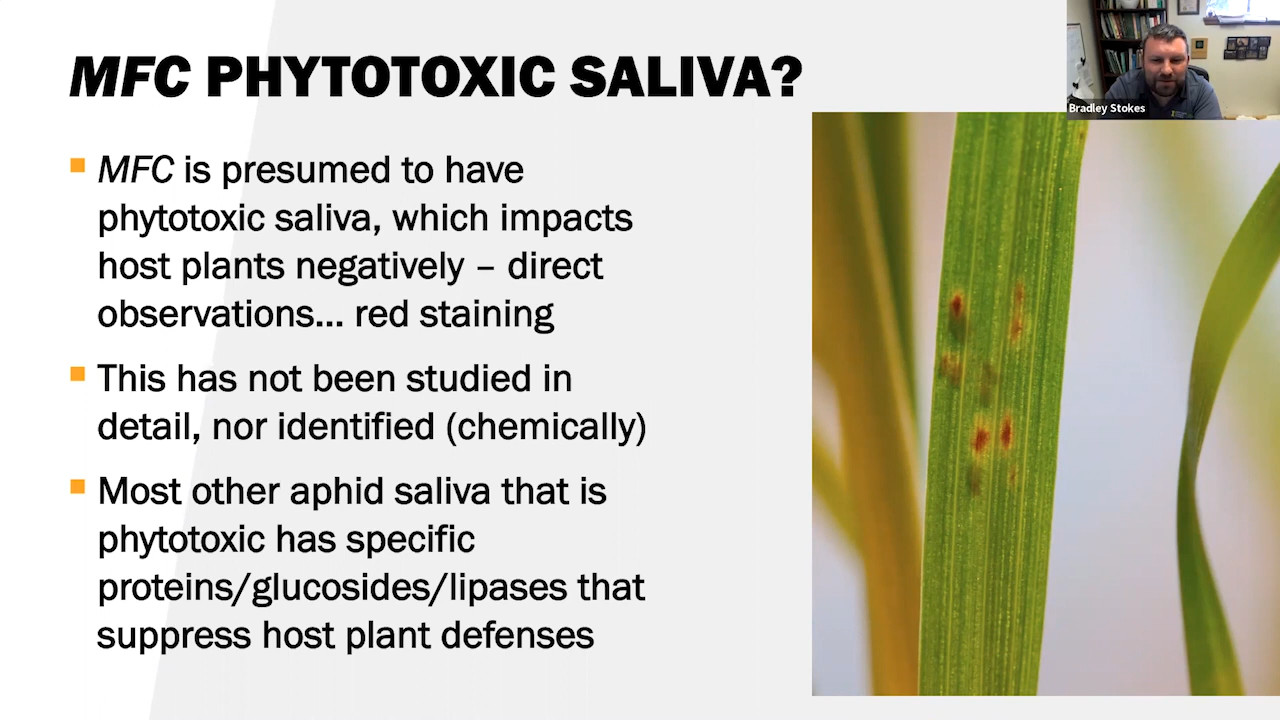 MFC PHYTOTOXIC SALIVA?
Bradley Stokes
MFC is presumed to have
phytotoxic saliva, which impacts
host plants negatively – direct
observations... red staining
This has not been studied in
detail, nor identified (chemically)
Most other aphid saliva that is
phytotoxic has specific
proteins/glucosides/lipases that
suppress host plant defenses